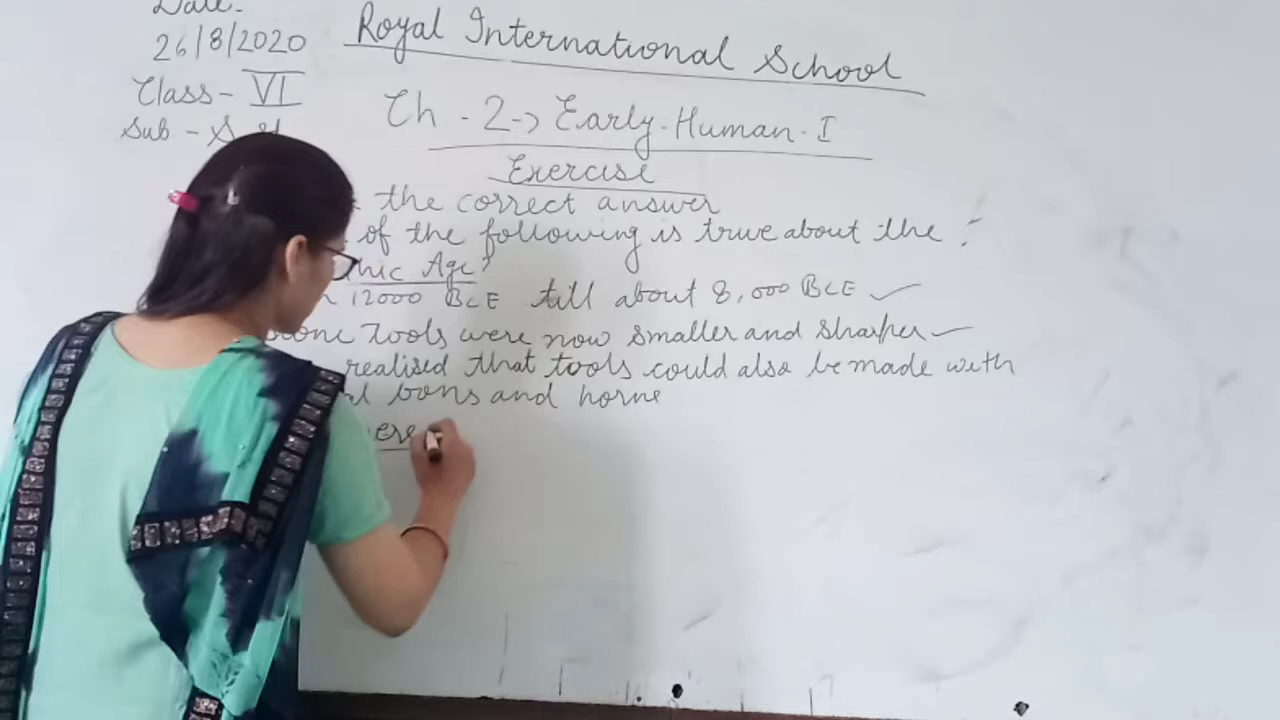 Date-
26/8/2020
Class- VI
Sub -
Royal International School
Ch - 2 -> Early-Human-I
Exercise
the correct answer
of the following is true about the
Age?
12000 BCE till about 8,000 BCE ✓
Tools were now smaller and sharper
realised that tools could also be made with
bons and horne